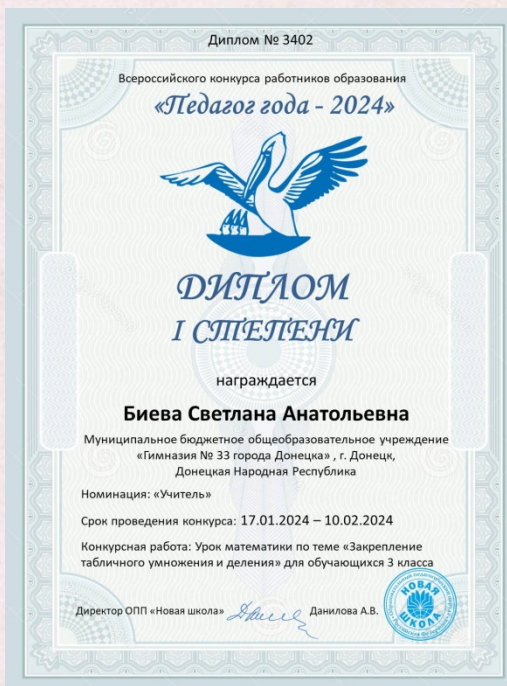 Диплом № 3402
Всероссийского конкурса работников образования
«Педагог года - 2024»
ДИПЛОМ
I СТЕПЕНИ
награждается
Биева Светлана Анатольевна
Муниципальное бюджетное общеобразовательное учреждение
«Гимназия № 33 города Донецка» , г. Донецк,
Донецкая Народная Республика
Номинация: «Учитель»
Срок проведения конкурса: 17.01.2024 – 10.02.2024
Конкурсная работа: Урок математики по теме «Закрепление
табличного умножения и деления» для обучающихся 3 класса
Директор ОПП «Новая школа» Данилова А.В.
НОВАЯ
ШКОЛА